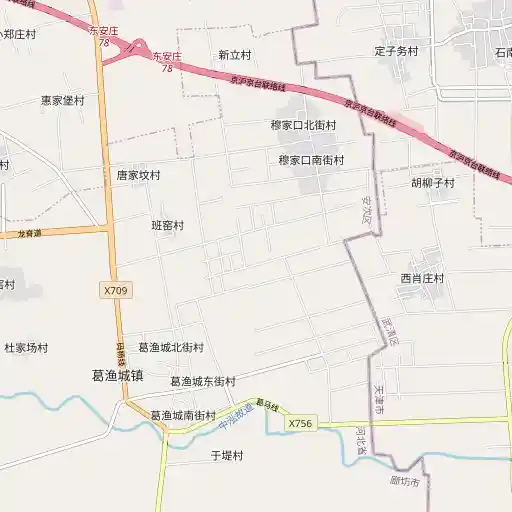 东安庄
78
小郑庄村
东安庄
78
新立村
定子务村
石南
京沪京台联络线
京沪京台联络线
京沪京台联络线
惠家堡村
穆家口北街村
穆家口南街村
村
唐家坟村
胡柳子村
安次区
班窑村
龙脊道
西肖庄村
窑村
X709
武清区
杜家场村
葛渔城北街村
葛渔城镇
葛渔城东街村
天津市
葛渔城南街村
中泓故道
葛马线
X756
河北省
于堤村
廊坊市